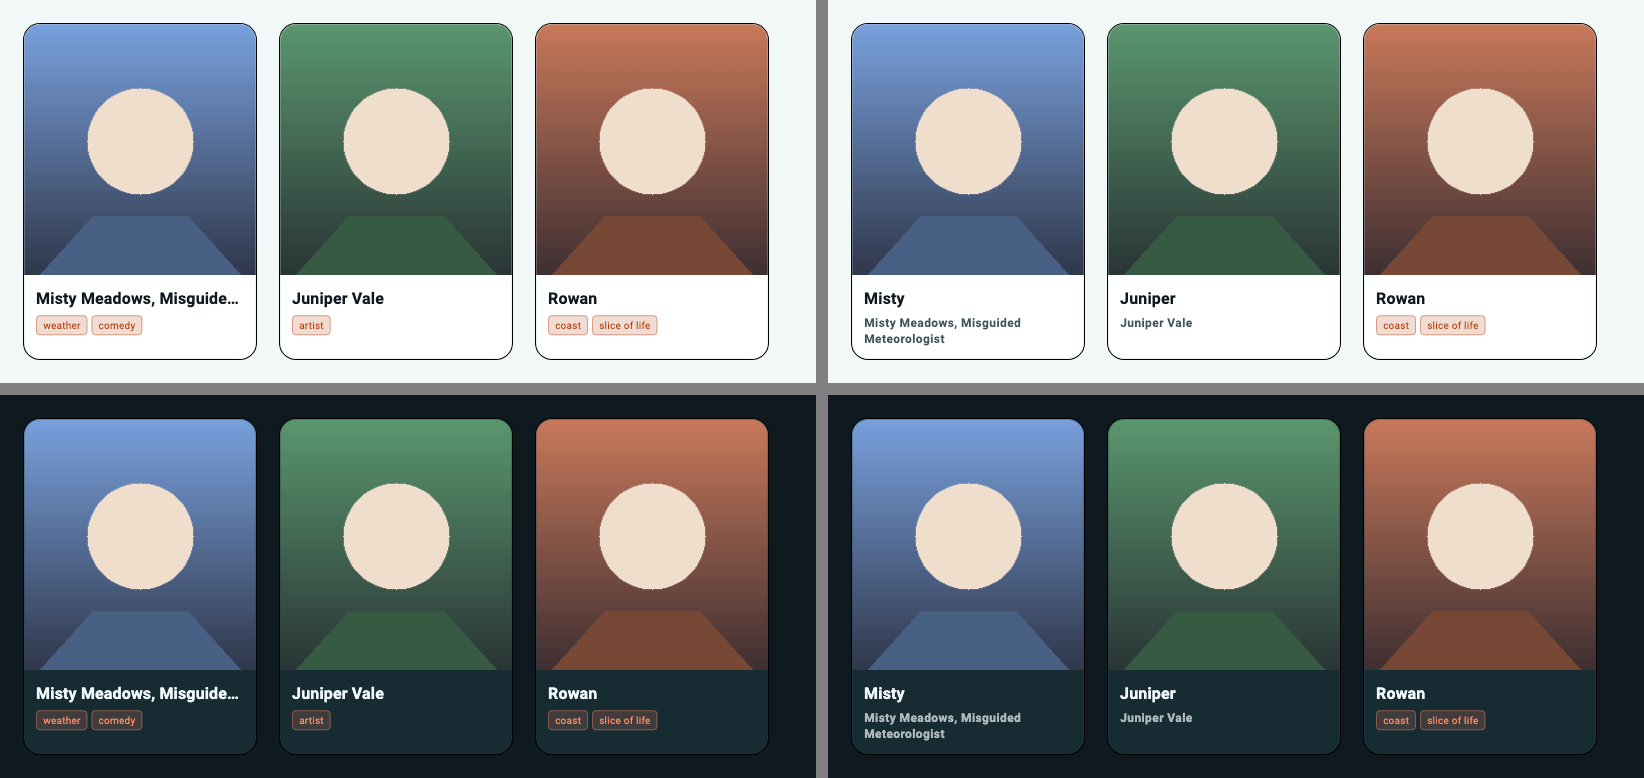 Misty Meadows, Misguide...
weather comedy
Juniper Vale
artist
Rowan
coast slice of life
Misty
Misty Meadows, Misguided
Meteorologist
Juniper
Juniper Vale
Rowan
coast slice of life
Misty Meadows, Misguide...
weather comedy
Juniper Vale
artist
Rowan
coast slice of life
Misty
Misty Meadows, Misguided
Meteorologist
Juniper
Juniper Vale
Rowan
coast slice of life